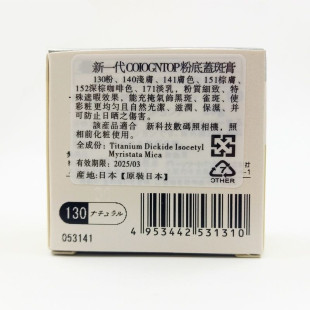 新一代COIOGNTOP粉底蓋斑膏
130粉、140淺膚、141膚色、151棕膚、
152深棕咖啡色、171淡乳,粉質細致、特
殊遮瑕效果,能充掩氣飾黑斑、雀斑、使
彩粧更均勻且自然光潔、滋潤、保濕、并
可防止日晒之傷害。
該産品適合 新科技數碼照相機,照
相前化粧使用。
全成份:Titanium Dickide Isocetyl
Myristata Mica
有效期限:2025/03
産地:日本【原裝日本】
7
OTHER
130 ナチュラル
053141
4 953442 531310